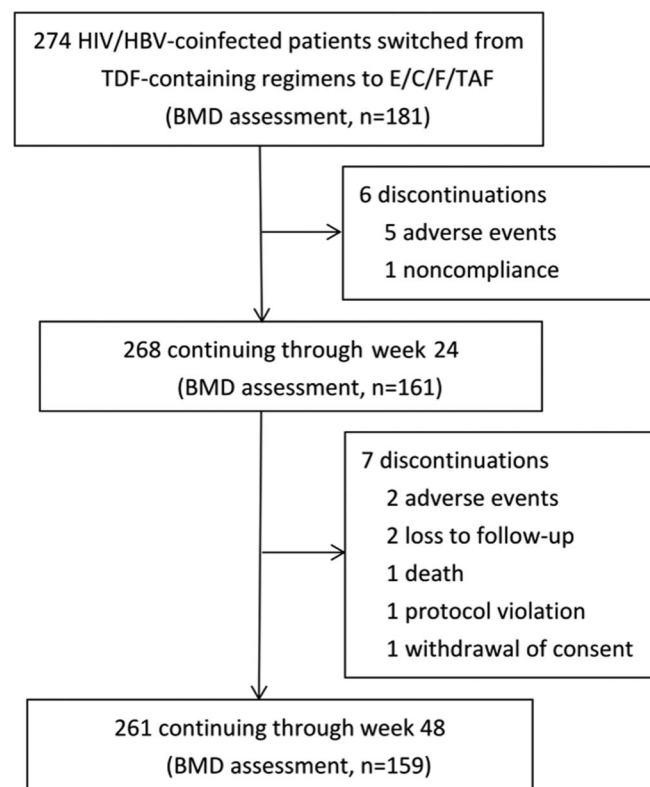 274 HIV/HBV-coinfected patients switched from
TDF-containing regimens to E/C/F/TAF
(BMD assessment, n=181)
6 discontinuations
5 adverse events
1 noncompliance
268 continuing through week 24
(BMD assessment, n=161)
7 discontinuations
2 adverse events
2 loss to follow-up
1 death
1 protocol violation
1 withdrawal of consent
261 continuing through week 48
(BMD assessment, n=159)